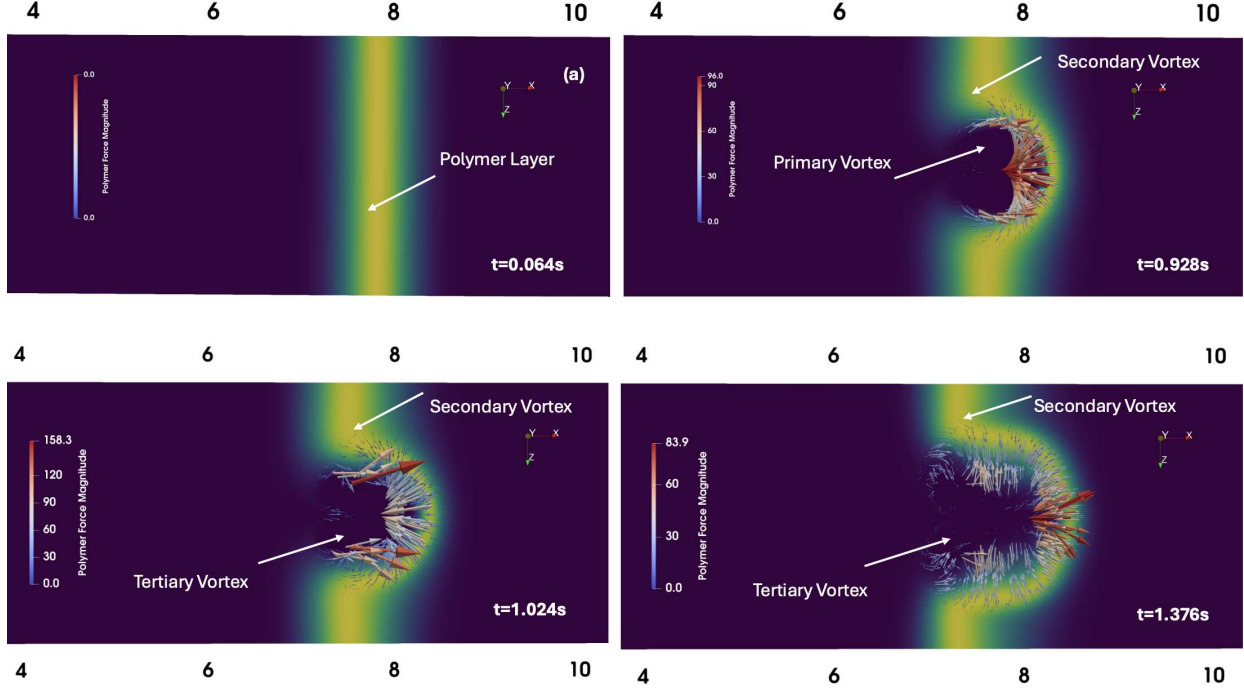 4 8 10
4 8 10
0.0
Polymer Force Magnitude
0.0
(a)
Y X
Z
Polymer Layer
t=0.064s
96.0
90
60
30
0.0
Polymer Force Magnitude
Secondary Vortex
Y X
Z
Primary Vortex
t=0.928s
4 6 8 10
4 6 8 10
158.3
120
90
60
30
0.0
Polymer Force Magnitude
Secondary Vortex
Y X
Z
Tertiary Vortex
t=1.024s
83.9
60
30
0.0
Polymer Force Magnitude
Secondary Vortex
Y X
Z
Tertiary Vortex
t=1.376s
4 6 8 10
4 6 8 10